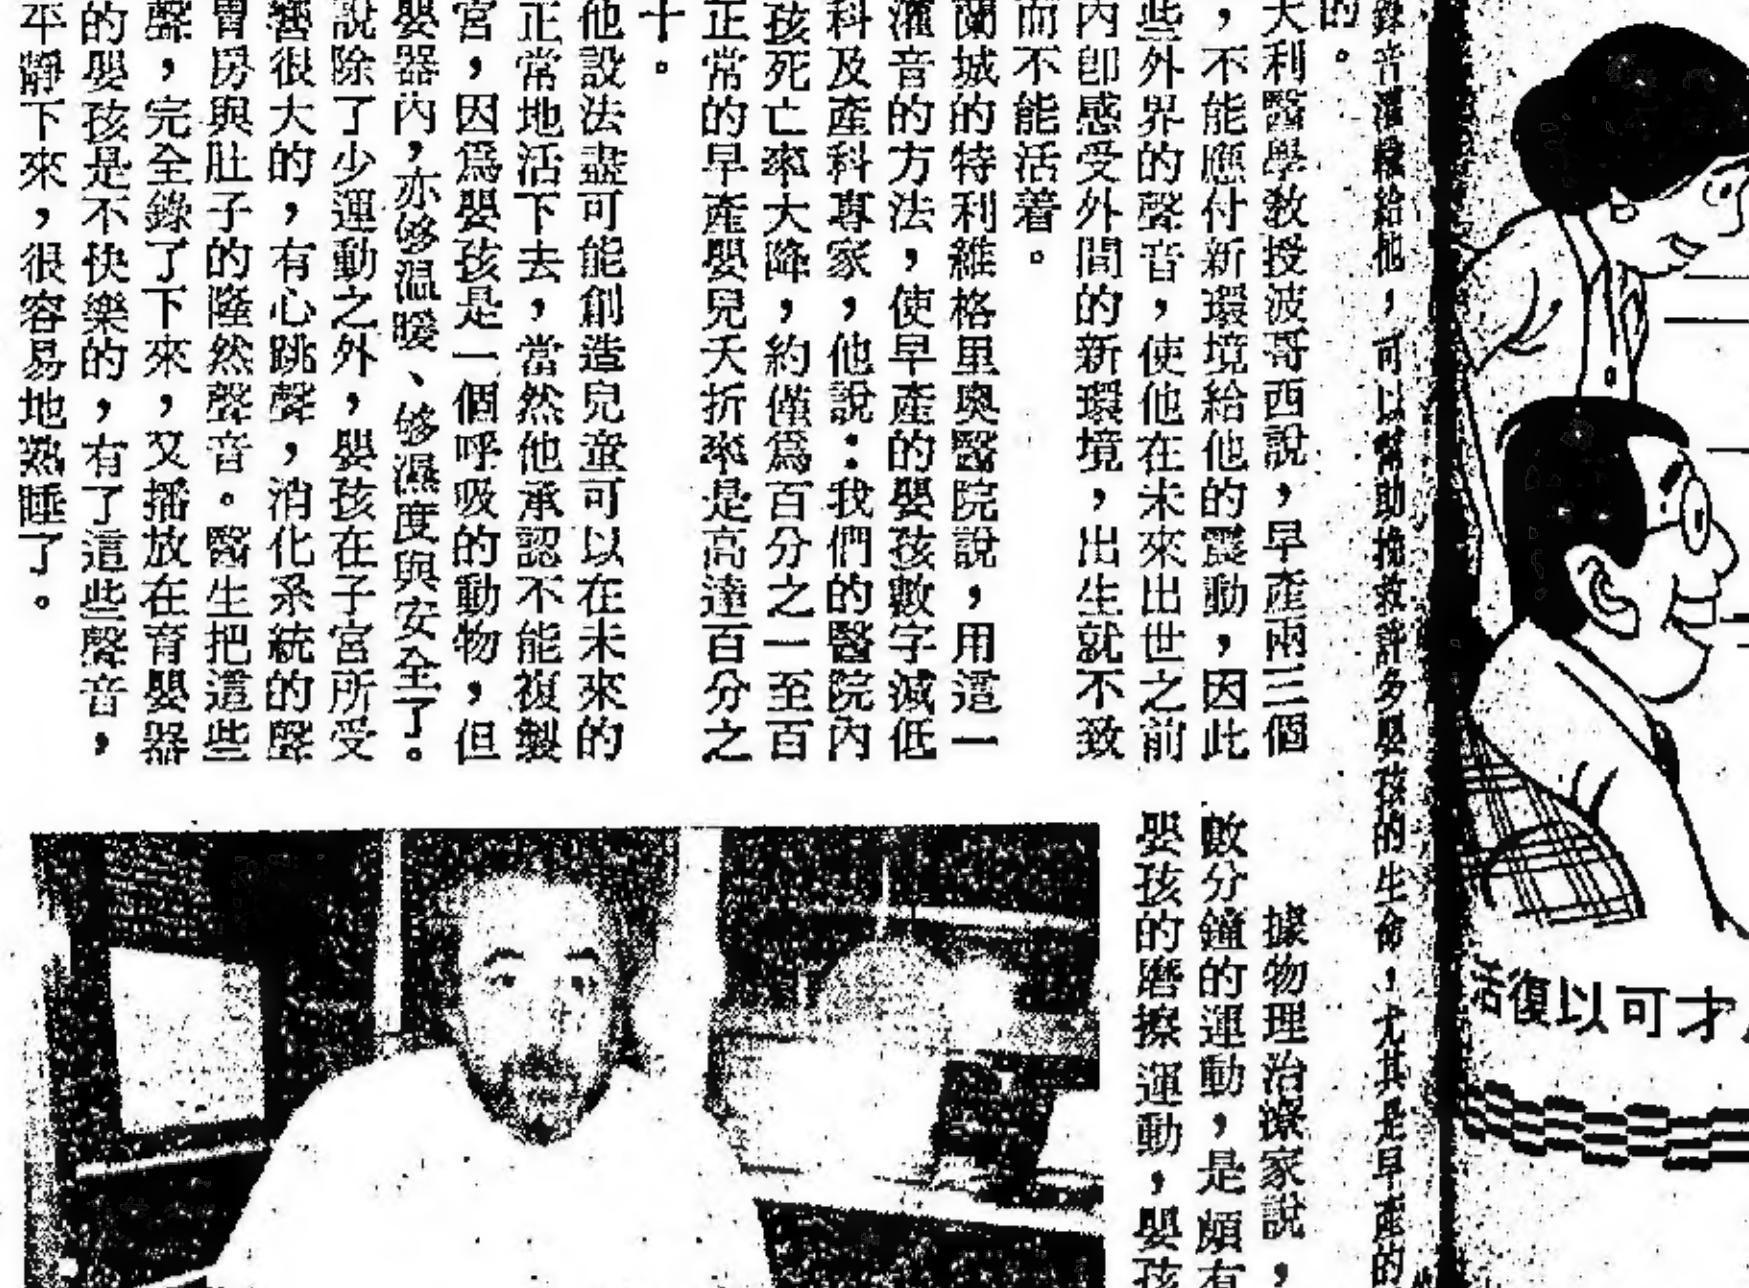 錄音灌輸給他，可以幫助挽救許多嬰孩的生命，尤其是早產的
的。
大利醫學教授波哥西說，早產兩三個
，不能應付新環境給他的震動，因此
些外界的聲音，使他在未來出世之前
內卽感受外間的新環境，出生就不致
而不能活着。
蘭城的特利維格里奧醫院說，用這一
灌音的方法，使早產的嬰孩數字減低
科及產科專家，他說：我們的醫院內
孩死亡率大降，約僅爲百分之一至百
正常的早產嬰兒夭折率是高達百分之
十。
他設法盡可能創造兒童可以在未來的
正常地活下去，當然他承認不能複製
宮，因爲嬰孩是一個呼吸的動物，但
嬰器內，亦够温暖、够濕度與安全了。
說除了少運動之外，嬰孩在子宮所受
響很大的，有心跳聲，消化系統的聲
胃房與肚子的隆然聲音。醫生把這些
聲，完全錄了下來，又播放在育嬰器
的嬰孩是不快樂的，有了這些聲音，
平靜下來，很容易地熟睡了。
據物理治療家說，
數分鐘的運動，是頗有
嬰孩的磨擦運動，嬰孩
才可以復活